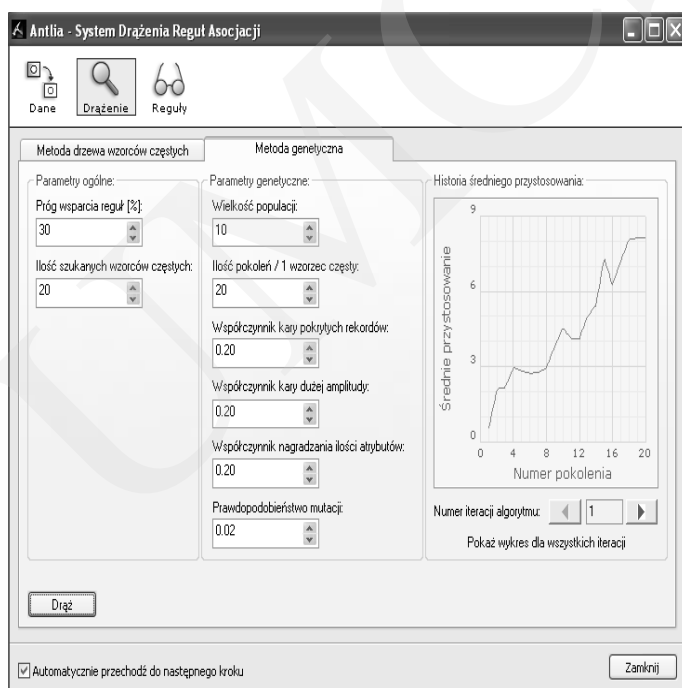 Antlia - System Drążenia Reguł Asocjacji
Dane
Drążenie
Reguły
Metoda drzewa wzorców częstych
Metoda genetyczna
Parametry ogólne:
Próg wsparcia reguł [%]:
30
Ilość szukanych wzorców częstych:
20
Parametry genetyczne:
Wielkość populacji:
10
Ilość pokoleń / 1 wzorzec częsty:
20
Współczynnik kary pokrytych rekordów:
0.20
Współczynnik kary dużej amplitudy:
0.20
Współczynnik nagradzania ilości atrybutów:
0.20
Prawdopodobieństwo mutacji:
0.02
Historia średniego przystosowania:
Średnie przystosowanie
9
6
3
0
0 4 8 12 16 20
Numer pokolenia
Numer iteracji algorytmu:
1
Pokaż wykres dla wszystkich iteracji
Drąż
Automatycznie przechodź do następnego kroku
Zamknij
UMC